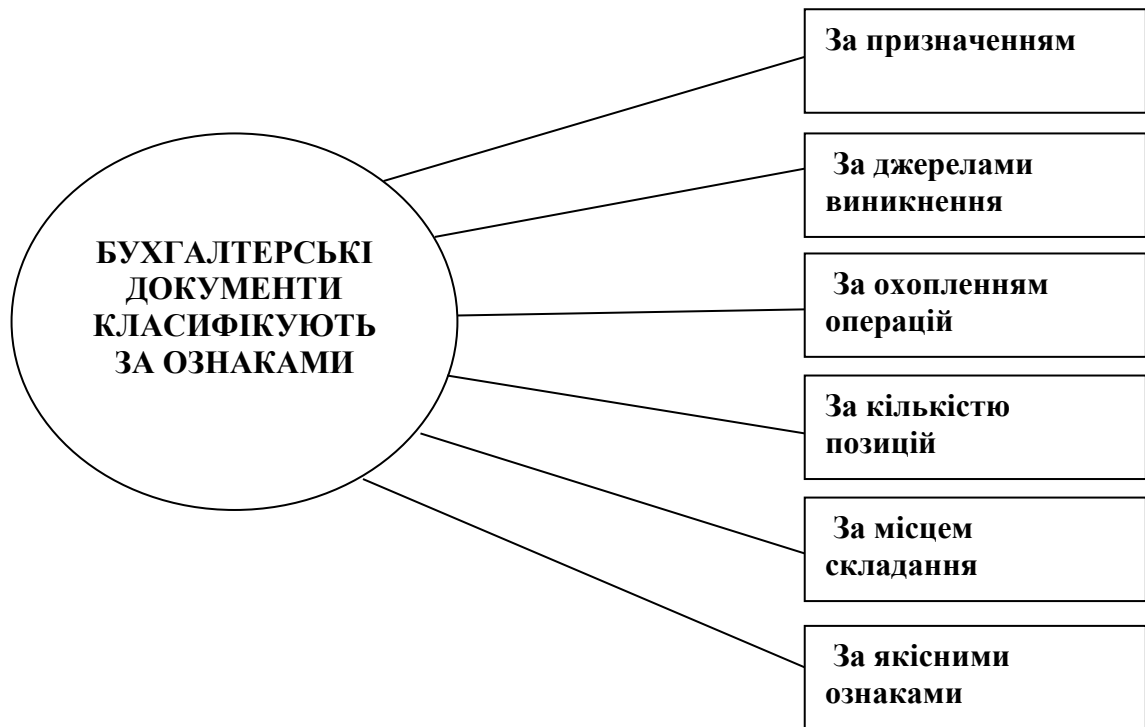 За призначенням
За джерелами
виникнення
БУХГАЛТЕРСЬКІ
ДОКУМЕНТИ
КЛАСИФІКУЮТЬ
ЗА ОЗНАКАМИ
За охопленням
операцій
За кількістю
позицій
За місцем
складання
За якісними
ознаками